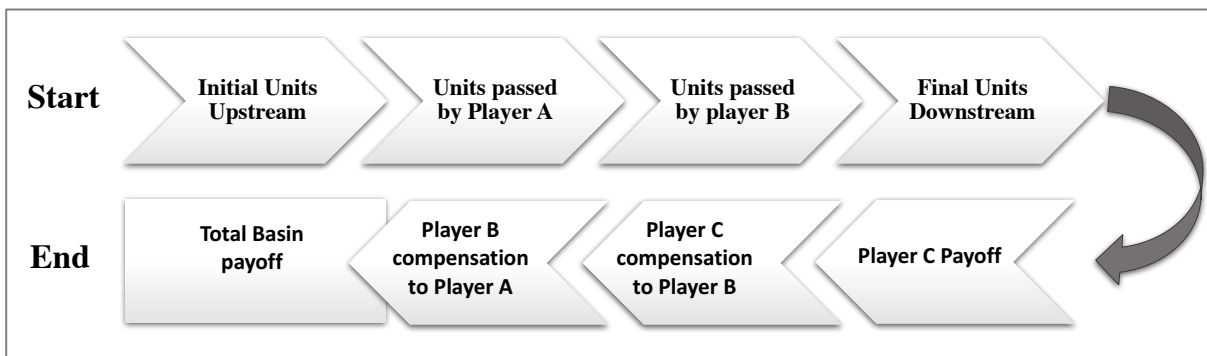 Start
Initial Units
Upstream
Units passed
by Player A
Units passed
by player B
Final Units
Downstream
End
Total Basin
payoff
Player B
compensation
to Player A
Player C
compensation
to Player B
Player C Payoff